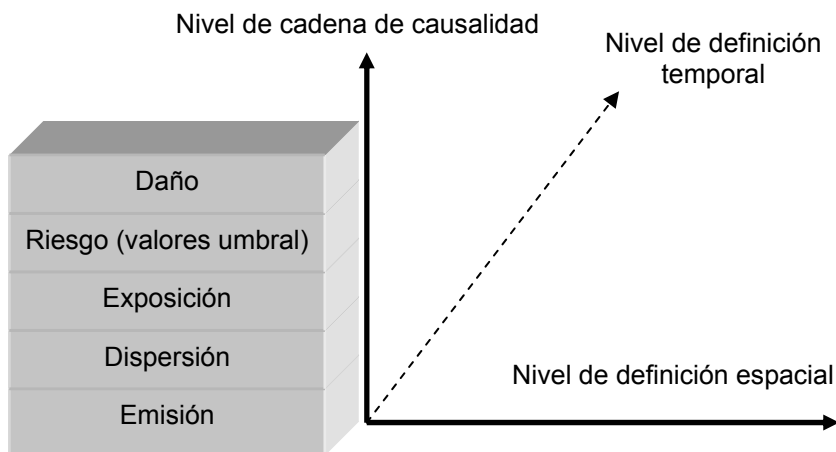 Nivel de cadena de causalidad
Nivel de definición
temporal
Daño
Riesgo (valores umbral)
Exposición
Dispersión
Emisión
Nivel de definición espacial